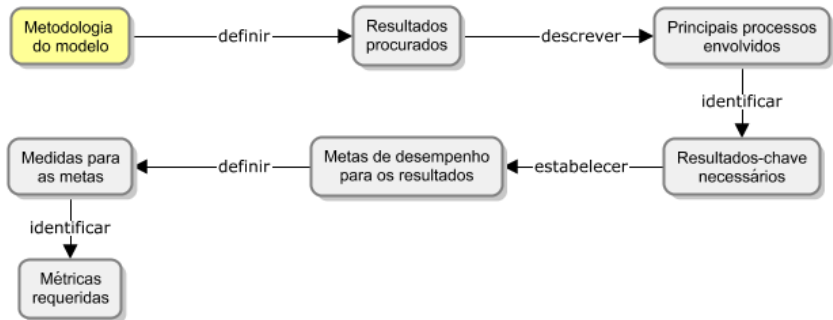 Metodologia
do modelo
definir
Resultados
procurados
descrever
Principais processos
envolvidos
identificar
Resultados-chave
necessários
estabelecer
Metas de desempenho
para os resultados
definir
Medidas para
as metas
identificar
Métricas
requeridas